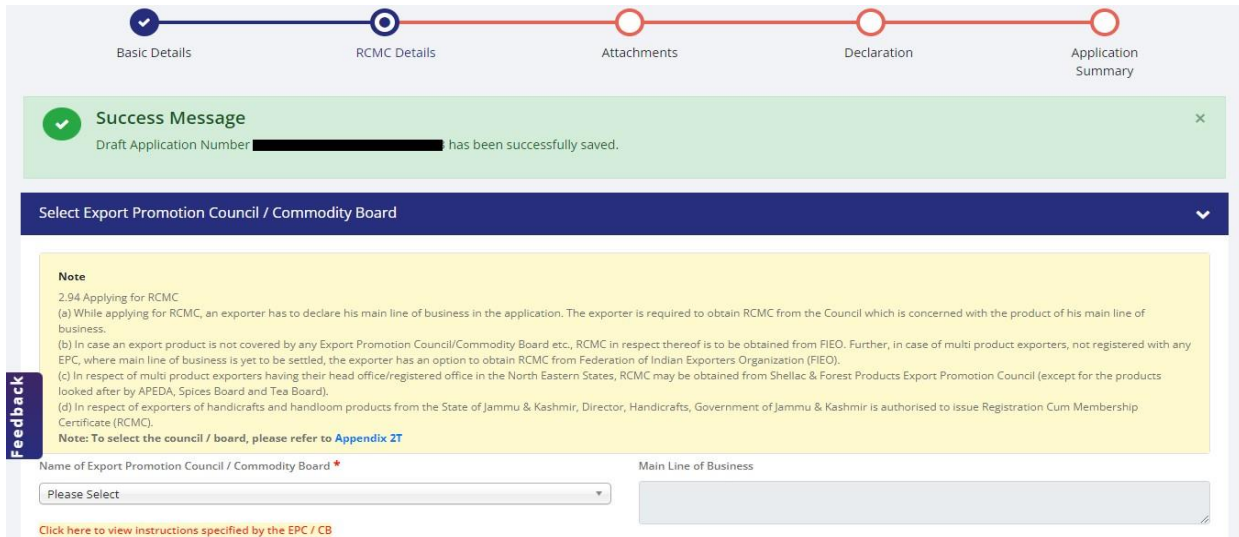 Basic Details
RCMC Details
Attachments
Declaration
Application
Summary
Success Message
×
Draft Application Number has been successfully saved.
Select Export Promotion Council / Commodity Board
Note
2.94 Applying for RCMC
(a) While applying for RCMC, an exporter has to declare his main line of business in the application. The exporter is required to obtain RCMC from the Council which is concerned with the product of his main line of
business.
(b) In case an export product is not covered by any Export Promotion Council/Commodity Board etc., RCMC in respect thereof is to be obtained from FIEO. Further, in case of multi product exporters, not registered with any
EPC, where main line of business is yet to be settled, the exporter has an option to obtain RCMC from Federation of Indian Exporters Organization (FIEO).
(c) In respect of multi product exporters having their head office/registered office in the North Eastern States, RCMC may be obtained from Shellac & Forest Products Export Promotion Council (except for the products
looked after by APEDA, Spices Board and Tea Board).
(d) In respect of exporters of handicrafts and handloom products from the State of Jammu & Kashmir, Director, Handicrafts, Government of Jammu & Kashmir is authorised to issue Registration Cum Membership
Certificate (RCMC).
Note: To select the council / board, please refer to Appendix 2T
Feedback
Name of Export Promotion Council / Commodity Board *
Main Line of Business
Please Select
Click here to view instructions specified by the EPC / CB